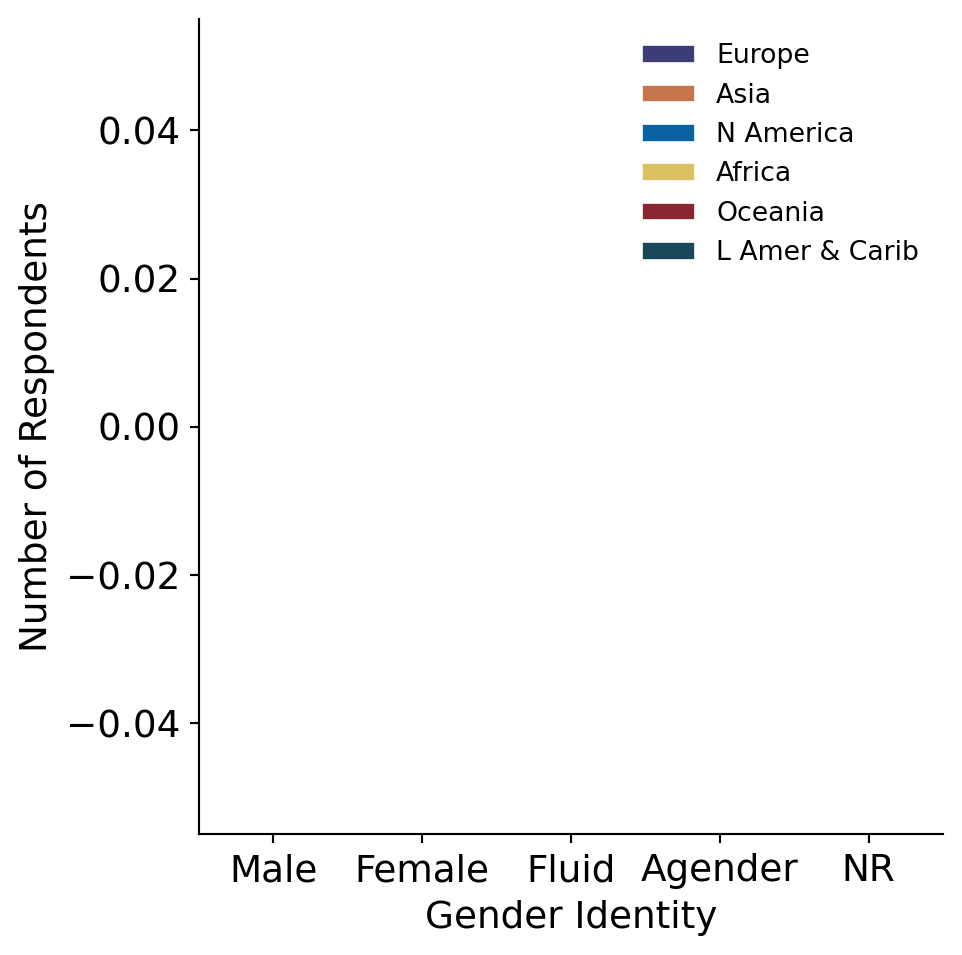 Europe
Asia
N America
Africa
Oceania
L Amer & Carib
Number of Respondents
0.04
0.02
0.00
−0.02
−0.04
Male Female Fluid Agender NR
Gender Identity